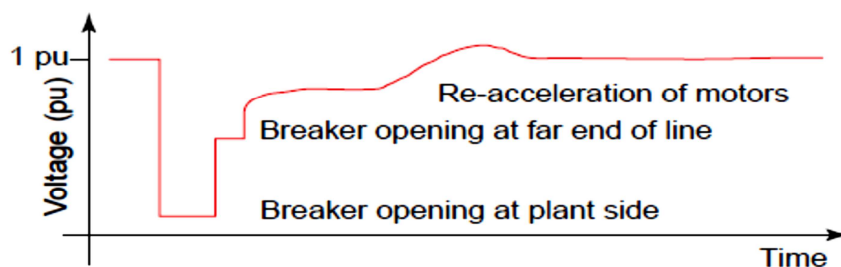 1 pu
Voltage (pu)
Re-acceleration of motors
Breaker opening at far end of line
Breaker opening at plant side
Time